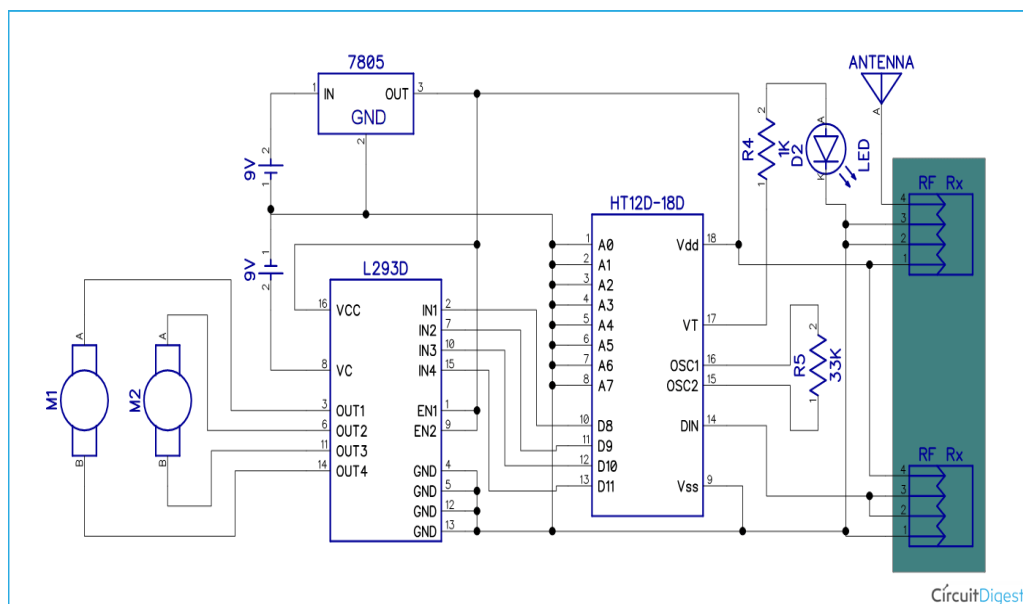 7805
ANTENNA
1 IN OUT 3
GND
2
2
9V
1
1
9V
2
2
R4
1K
1
A
D2
LED
K
A
RF Rx
4
3
2
1
HT12D-18D
1 A0
2 A1
3 A2
4 A3
5 A4
6 A5
7 A6
8 A7
10 D8
11 D9
12 D10
13 D11
Vdd 18
VT 17
OSC1 16
OSC2 15
DIN 14
Vss 9
2
R5
33K
1
L293D
16 VCC
8 VC
3 OUT1
6 OUT2
11 OUT3
14 OUT4
IN1 2
IN2 7
IN3 10
IN4 15
EN1 1
EN2 9
GND 4
GND 5
GND 12
GND 13
A
M1
B
A
M2
B
RF Rx
4
3
2
1
CircuitDigest